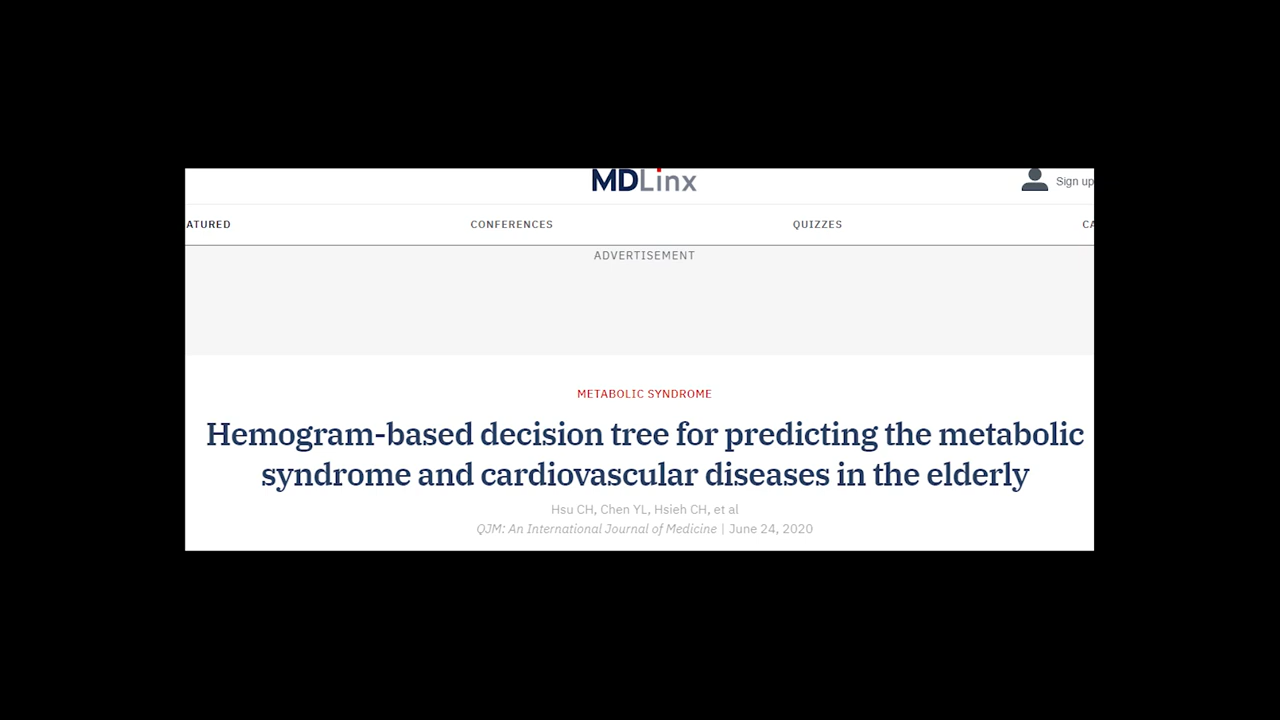 MDLinx
Sign up
ATURED
CONFERENCES
QUIZZES
CA
ADVERTISEMENT
METABOLIC SYNDROME
Hemogram-based decision tree for predicting the metabolic
syndrome and cardiovascular diseases in the elderly
Hsu CH, Chen YL, Hsieh CH, et al
QJM: An International Journal of Medicine | June 24, 2020